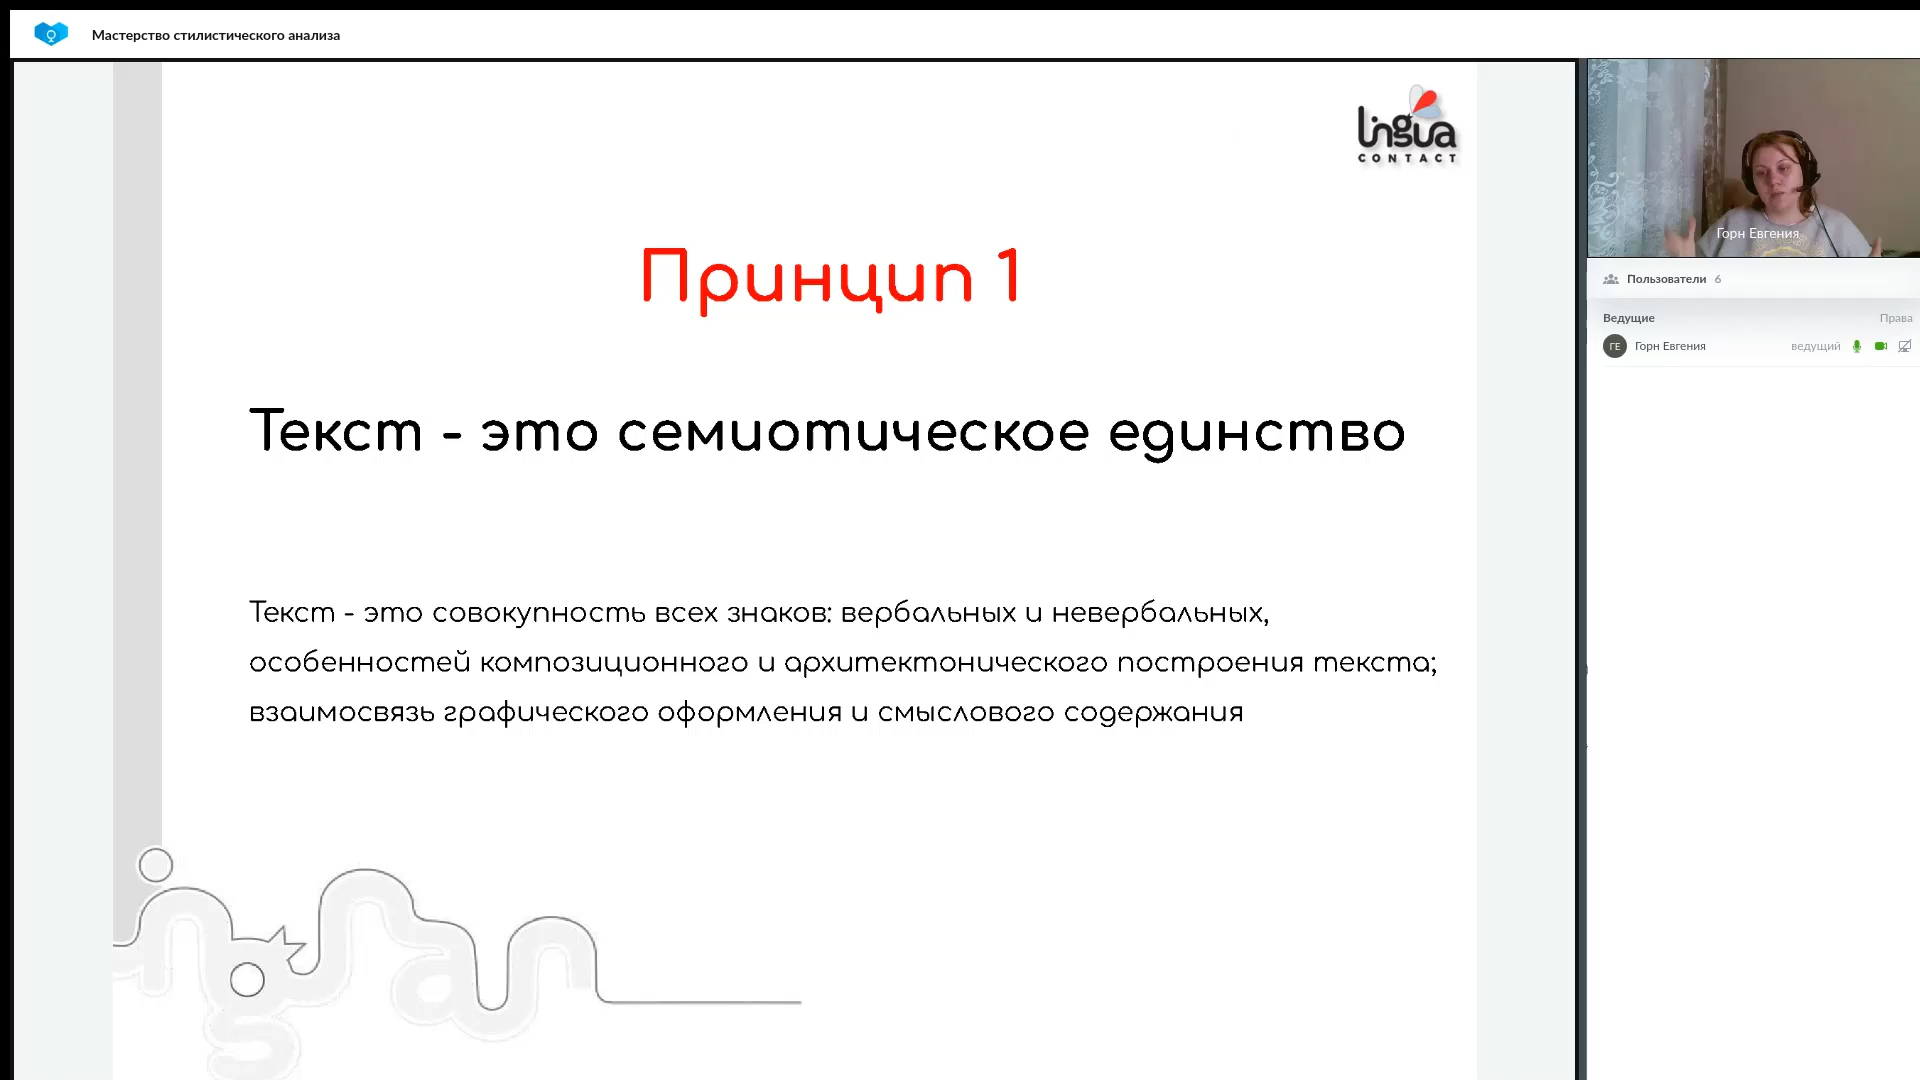 Мастерство стилистического анализа
lingua
CONTACT
Принцип 1
Текст - это семиотическое единство
Текст - это совокупность всех знаков: вербальных и невербальных,
особенностей композиционного и архитектонического построения текста;
взаимосвязь графического оформления и смыслового содержания
Горн Евгения
Пользователи 6
Ведущие Права
ГЕ Горн Евгения ведущий